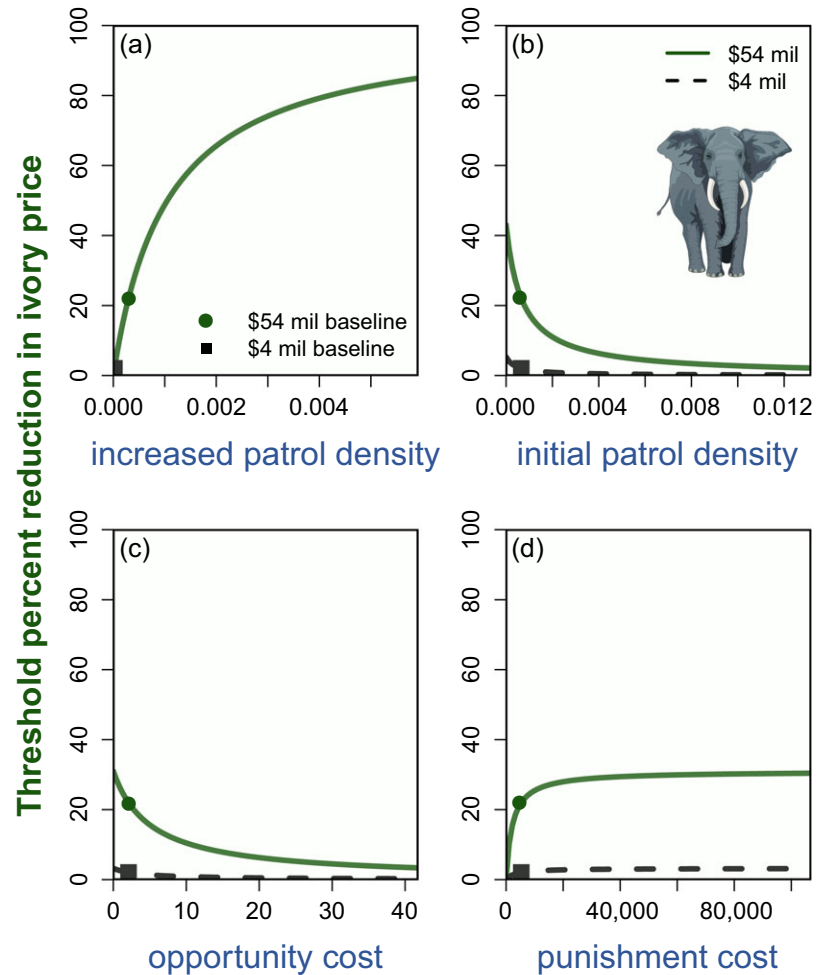 Threshold percent reduction in ivory price
(a)
100
80
60
40
20
0
$54 mil baseline
$4 mil baseline
0.000 0.002 0.004
increased patrol density
(b)
$54 mil
$4 mil
100
80
60
40
20
0
0.000 0.004 0.008 0.012
initial patrol density
(c)
100
80
60
40
20
0
0 10 20 30 40
opportunity cost
(d)
100
80
60
40
20
0
0 40,000 80,000
punishment cost